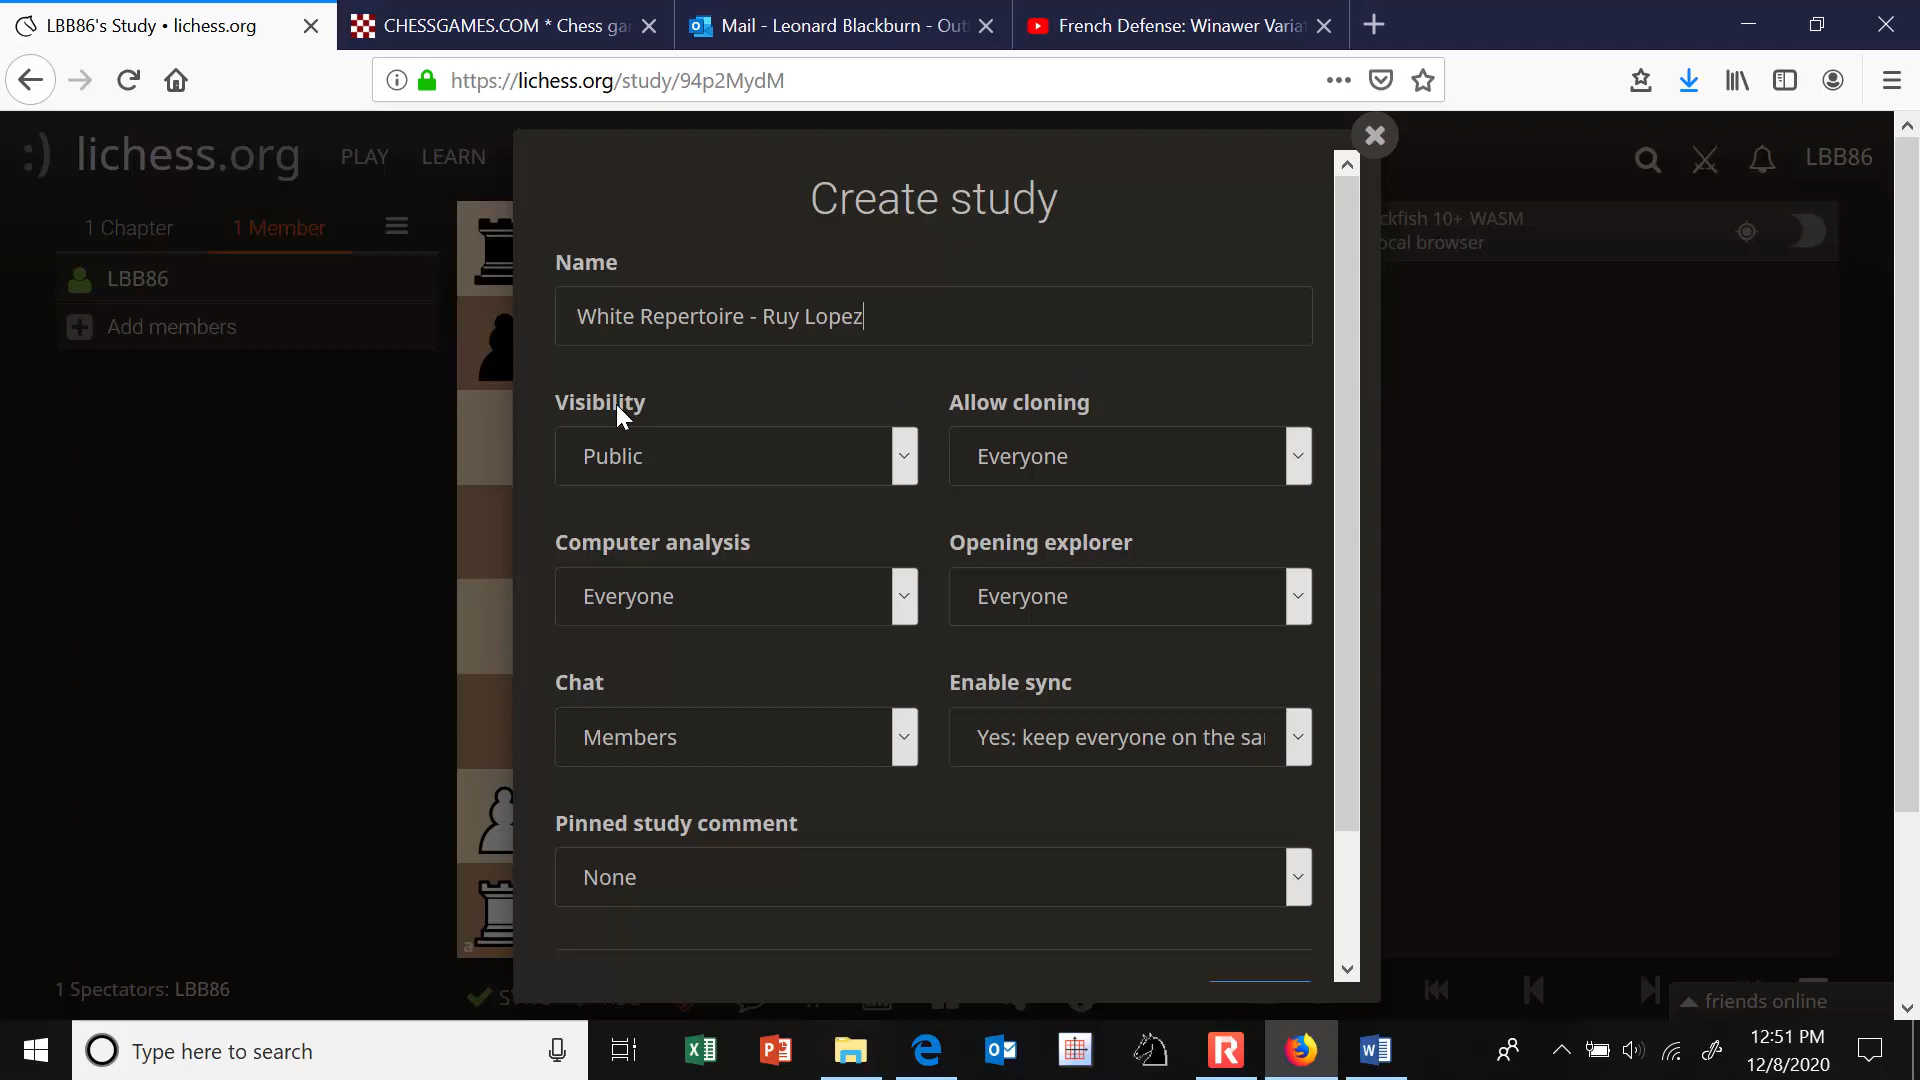 LBB86's Study • lichess.org
CHESSGAMES.COM * Chess ga
Mail - Leonard Blackburn - Out
French Defense: Winawer Varia
https://lichess.org/study/94p2MydM
lichess.org
PLAY
LEARN
LBB86
1 Chapter
1 Member
LBB86
Add members
ckfish 10+ WASM
ocal browser
Create study
Name
White Repertoire - Ruy Lopez
Visibility
Allow cloning
Public
Everyone
Computer analysis
Opening explorer
Everyone
Everyone
Chat
Enable sync
Members
Yes: keep everyone on the sa
Pinned study comment
None
a
1 Spectators: LBB86
friends online
Type here to search
12:51 PM
12/8/2020